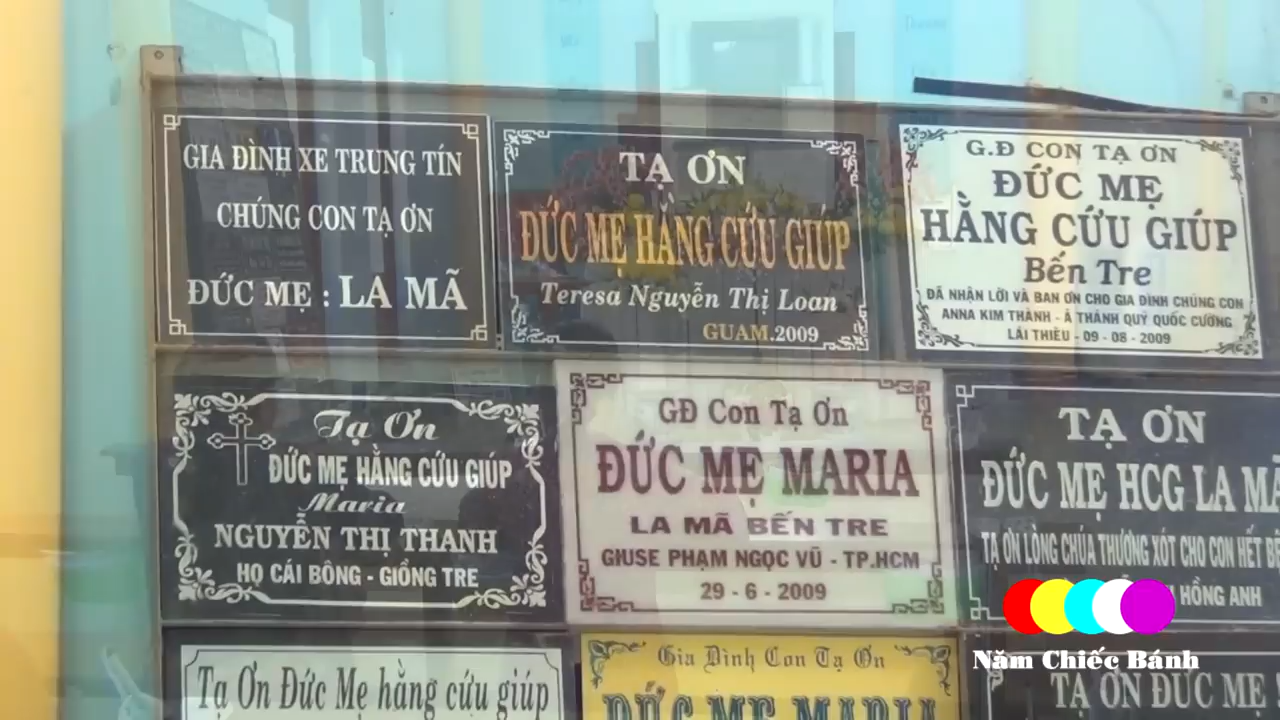 GIA ĐÌNH XE TRUNG TÍN
CHÚNG CON TẠ ƠN
ĐỨC MẸ : LA MÃ
TẠ ƠN
ĐỨC MẸ HẰNG CỨU GIÚP
Teresa Nguyễn Thị Loan
GUAM.2009
G.Đ CON TẠ ƠN
ĐỨC MẸ
HẰNG CỨU GIÚP
Bến Tre
ĐÃ NHẬN LỜI VÀ BAN ƠN CHO GIA ĐÌNH CHÚNG CON
ANNA KIM THÀNH - Á THÁNH QUÝ QUỐC CƯỜNG
LÁI THIÊU - 09 - 08 - 2009
Tạ Ơn
ĐỨC MẸ HẰNG CỨU GIÚP
Maria
NGUYỄN THỊ THANH
HỌ CÁI BÔNG - GIỒNG TRE
GĐ Con Tạ Ơn
ĐỨC MẸ MARIA
LA MÃ BẾN TRE
GIUSE PHẠM NGỌC VŨ - TP.HCM
29 - 6 - 2009
TẠ ƠN
ĐỨC MẸ HCG LA MÃ
TẠ ƠN LÒNG CHÚA THƯƠNG XÓT CHO CON HẾT
HỒNG ANH
Tạ Ơn Đức Mẹ hằng cứu giúp
Gia Đình Con Tạ Ơn
ĐỨC MẸ MARIA
TẠ ƠN ĐỨC MẸ
Năm Chiếc Bánh